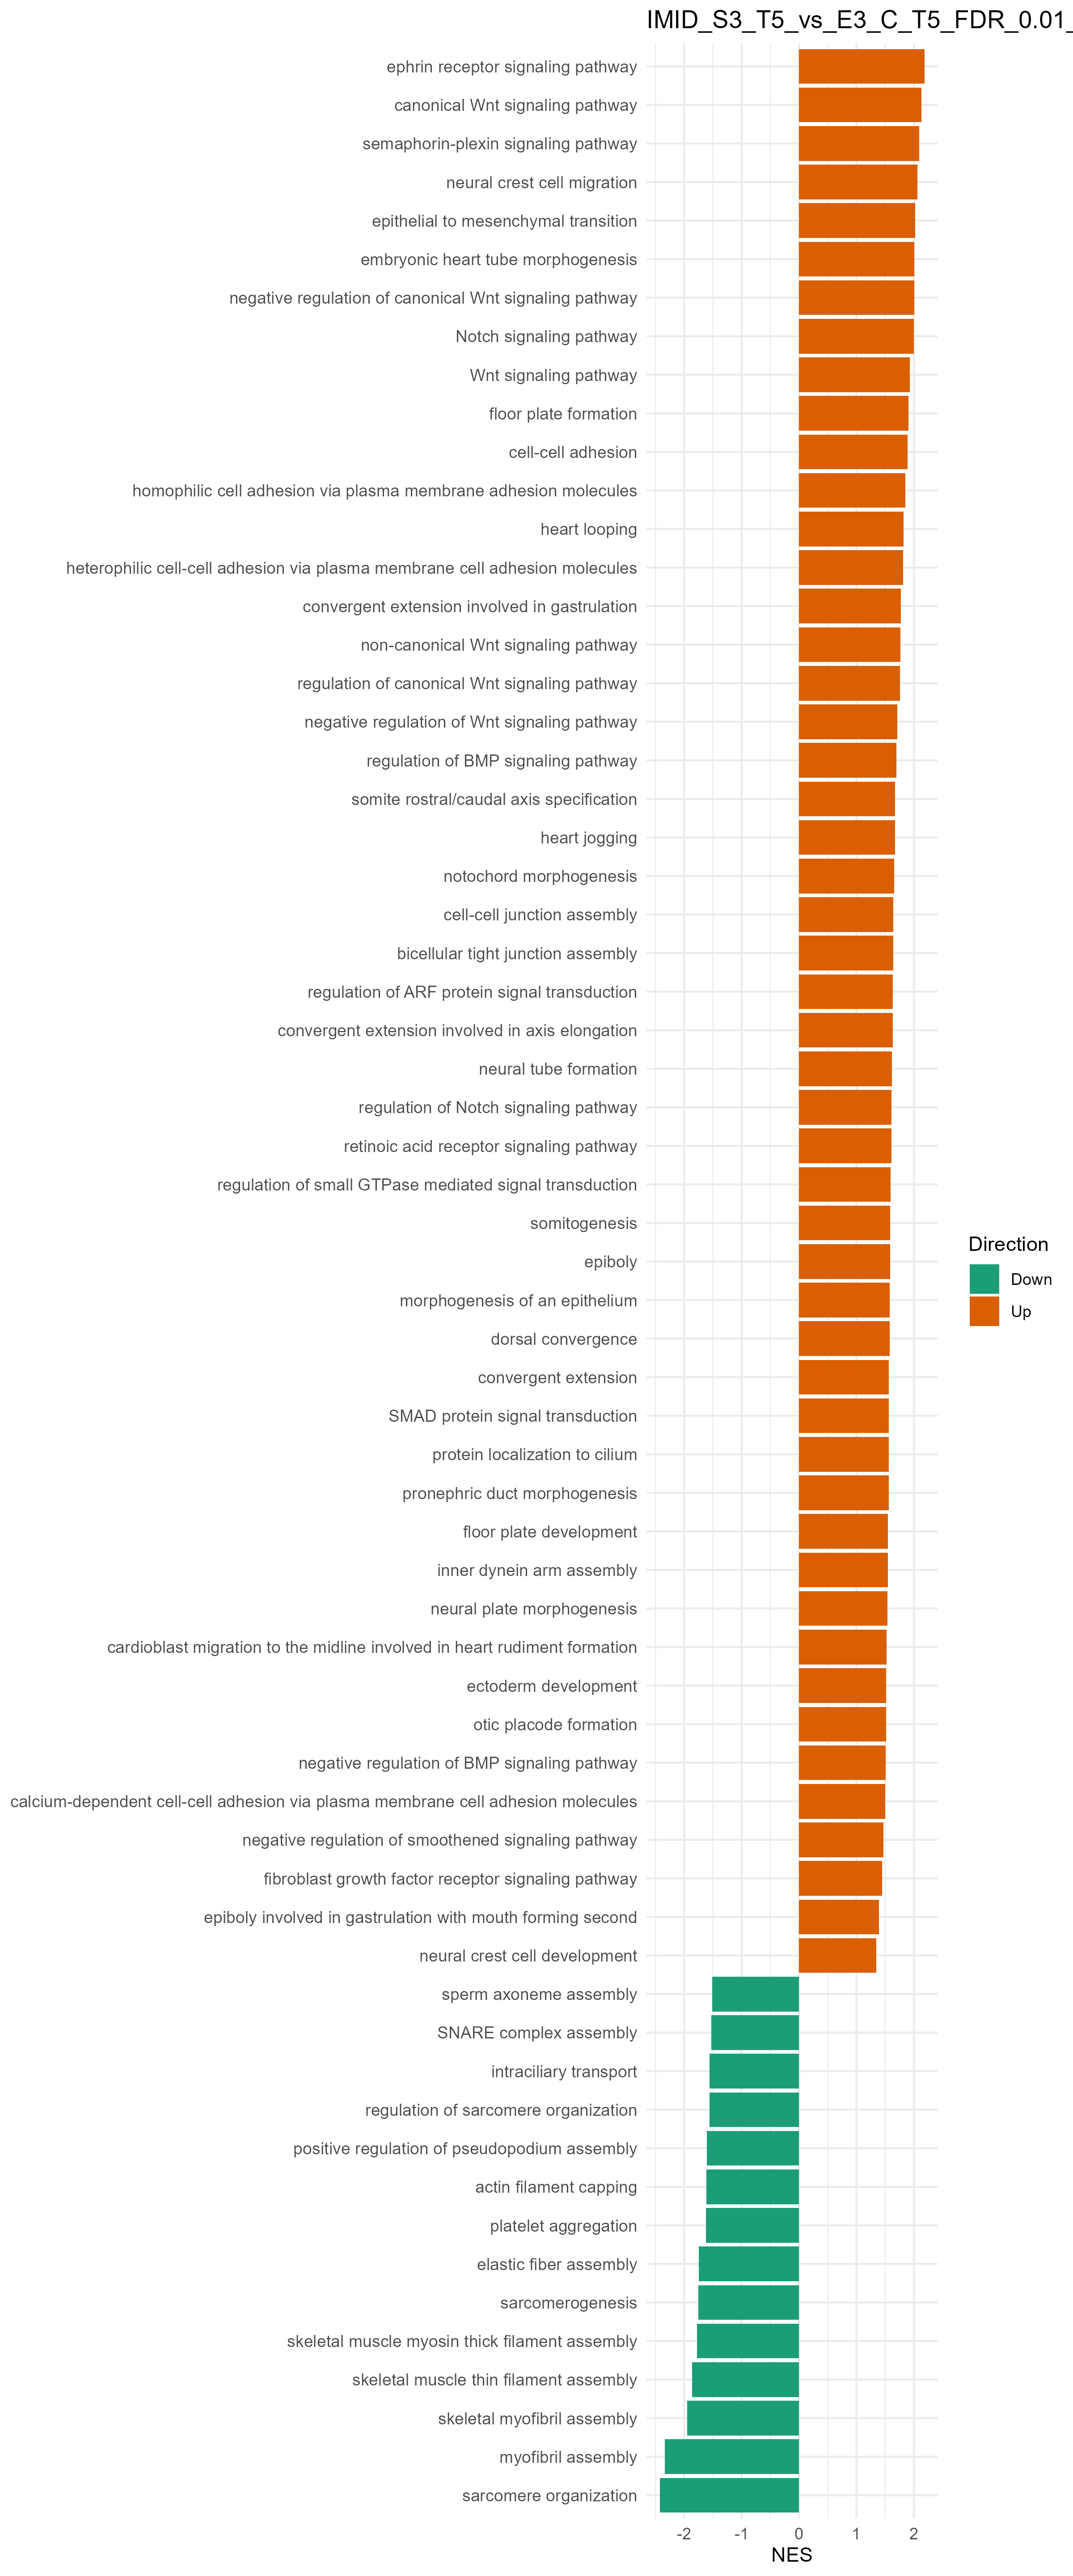 IMID_S3_T5_vs_E3_C_T5_FDR_0.01_
ephrin receptor signaling pathway
canonical Wnt signaling pathway
semaphorin-plexin signaling pathway
neural crest cell migration
epithelial to mesenchymal transition
embryonic heart tube morphogenesis
negative regulation of canonical Wnt signaling pathway
Notch signaling pathway
Wnt signaling pathway
floor plate formation
cell-cell adhesion
homophilic cell adhesion via plasma membrane adhesion molecules
heart looping
heterophilic cell-cell adhesion via plasma membrane cell adhesion molecules
convergent extension involved in gastrulation
non-canonical Wnt signaling pathway
regulation of canonical Wnt signaling pathway
negative regulation of Wnt signaling pathway
regulation of BMP signaling pathway
somite rostral/caudal axis specification
heart jogging
notochord morphogenesis
cell-cell junction assembly
bicellular tight junction assembly
regulation of ARF protein signal transduction
convergent extension involved in axis elongation
neural tube formation
regulation of Notch signaling pathway
retinoic acid receptor signaling pathway
regulation of small GTPase mediated signal transduction
somitogenesis
epiboly
morphogenesis of an epithelium
dorsal convergence
convergent extension
SMAD protein signal transduction
protein localization to cilium
pronephric duct morphogenesis
floor plate development
inner dynein arm assembly
neural plate morphogenesis
cardioblast migration to the midline involved in heart rudiment formation
ectoderm development
otic placode formation
negative regulation of BMP signaling pathway
calcium-dependent cell-cell adhesion via plasma membrane cell adhesion molecules
negative regulation of smoothened signaling pathway
fibroblast growth factor receptor signaling pathway
epiboly involved in gastrulation with mouth forming second
neural crest cell development
sperm axoneme assembly
SNARE complex assembly
intraciliary transport
regulation of sarcomere organization
positive regulation of pseudopodium assembly
actin filament capping
platelet aggregation
elastic fiber assembly
sarcomerogenesis
skeletal muscle myosin thick filament assembly
skeletal muscle thin filament assembly
skeletal myofibril assembly
myofibril assembly
sarcomere organization
-2 -1 0 1 2
NES
Direction
Down
Up